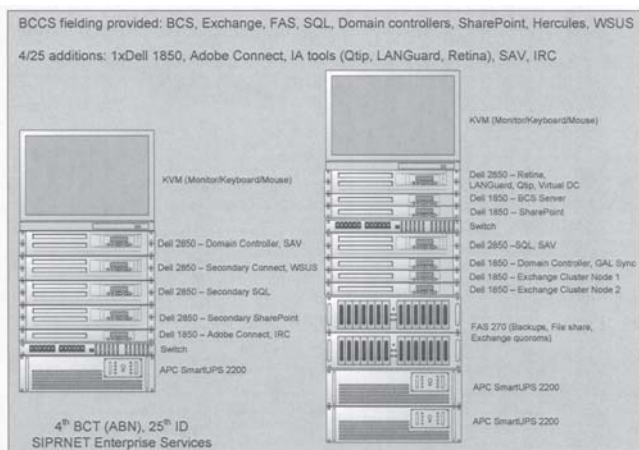 BCCS fielding provided: BCS, Exchange, FAS, SQL, Domain controllers, SharePoint, Hercules, WSUS
4/25 additions: 1xDell 1850, Adobe Connect, IA tools (Qtip, LANGuard, Retina), SAV, IRC
KVM (Monitor/Keyboard/Mouse)
Dell 2850 – Domain Controller, SAV
Dell 2850 – Secondary Connect, WSUS
Dell 2850 – Secondary SQL
Dell 2850 – Secondary SharePoint
Dell 1850 – Adobe Connect, IRC
Switch
APC SmartUPS 2200
4th BCT (ABN), 25th ID
SIPRNET Enterprise Services
KVM (Monitor/Keyboard/Mouse)
Dell 2850 – Retina,
LANGuard, Qtip, Virtual DC
Dell 1850 – BCS Server
Dell 1850 – SharePoint
Switch
Dell 2850 –SQL, SAV
Dell 1850 – Domain Controller, GAL Sync
Dell 1850 – Exchange Cluster Node 1
Dell 1850 – Exchange Cluster Node 2
FAS 270 (Backups, File share,
Exchange quoroms)
APC SmartUPS 2200
APC SmartUPS 2200